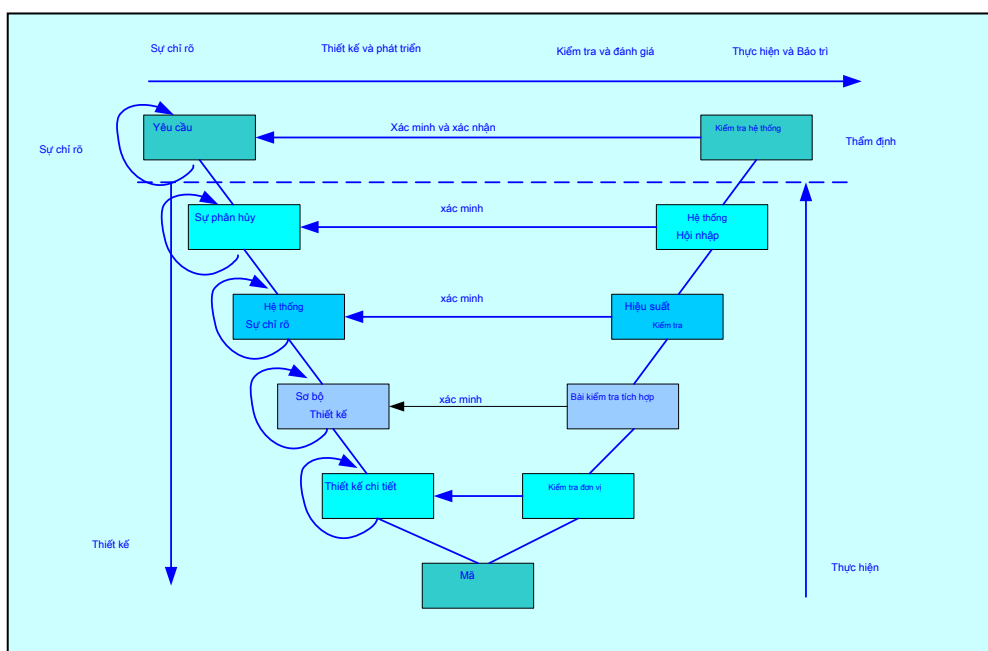 Sự chỉ rõ
Thiết kế và phát triển
Kiểm tra và đánh giá
Thực hiện và Bảo trì
Yêu cầu
Xác minh và xác nhận
Kiểm tra hệ thống
Sự chỉ rõ
Thẩm định
Sự phân hủy
xác minh
Hệ thống
Hội nhập
Hệ thống
Sự chỉ rõ
xác minh
Hiệu suất
Kiểm tra
Sơ bộ
Thiết kế
xác minh
Bài kiểm tra tích hợp
Thiết kế chi tiết
Kiểm tra đơn vị
Thiết kế
Mã
Thực hiện